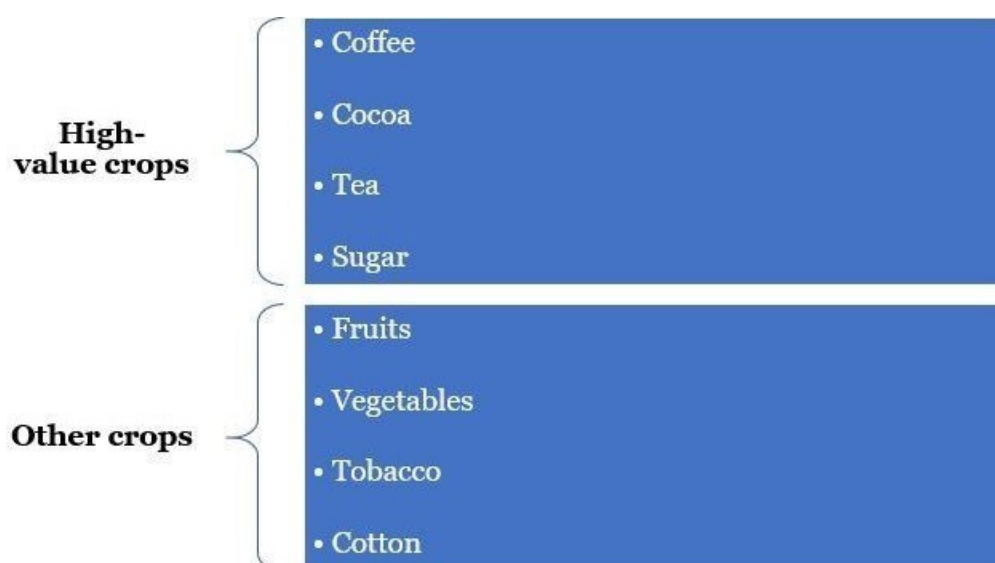 High-
value crops
• Coffee
• Cocoa
• Tea
• Sugar
Other crops
• Fruits
• Vegetables
• Tobacco
• Cotton